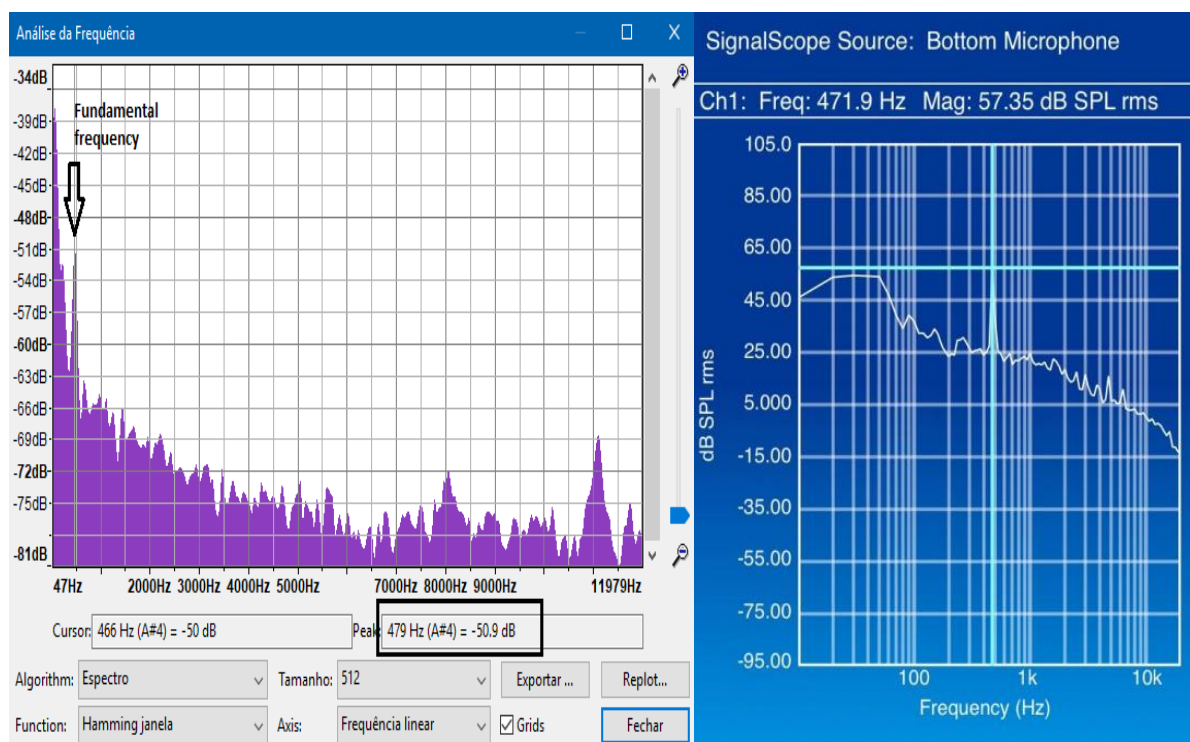 Análise da Frequência
-34dB
Fundamental
frequency
-39dB
-42dB
-45dB
-48dB
-51dB
-54dB
-57dB
-60dB
-63dB
-66dB
-69dB
-72dB
-75dB
-81dB
47Hz 2000Hz 3000Hz 4000Hz 5000Hz 7000Hz 8000Hz 9000Hz 11979Hz
Cursor: 466 Hz (A#4) = -50 dB Peak: 479 Hz (A#4) = -50.9 dB
Algorithm: Espectro Tamanho: 512 Exportar ... Replot...
Function: Hamming janela Axis: Frequência linear Grids Fechar
SignalScope Source: Bottom Microphone
Ch1: Freq: 471.9 Hz Mag: 57.35 dB SPL rms
105.0
85.00
65.00
45.00
25.00
5.000
-15.00
-35.00
-55.00
-75.00
-95.00
dB SPL rms
100 1k 10k
Frequency (Hz)